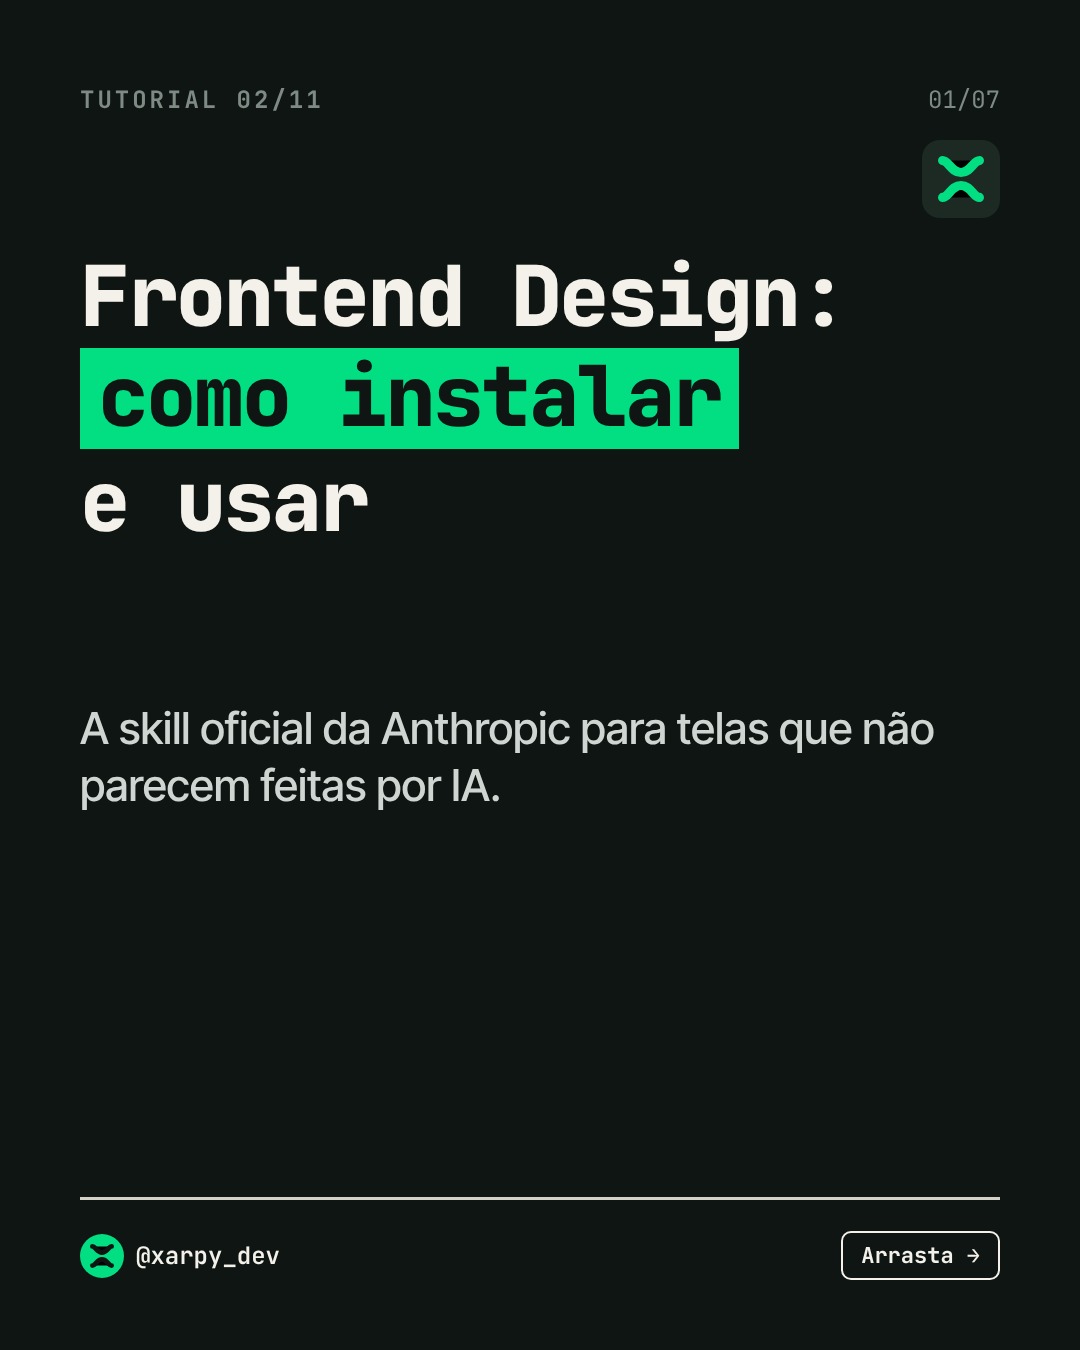 TUTORIAL 02/11
01/07
Frontend Design:
como instalar
e usar
A skill oficial da Anthropic para telas que não
parecem feitas por IA.
@xarpy_dev
Arrasta →